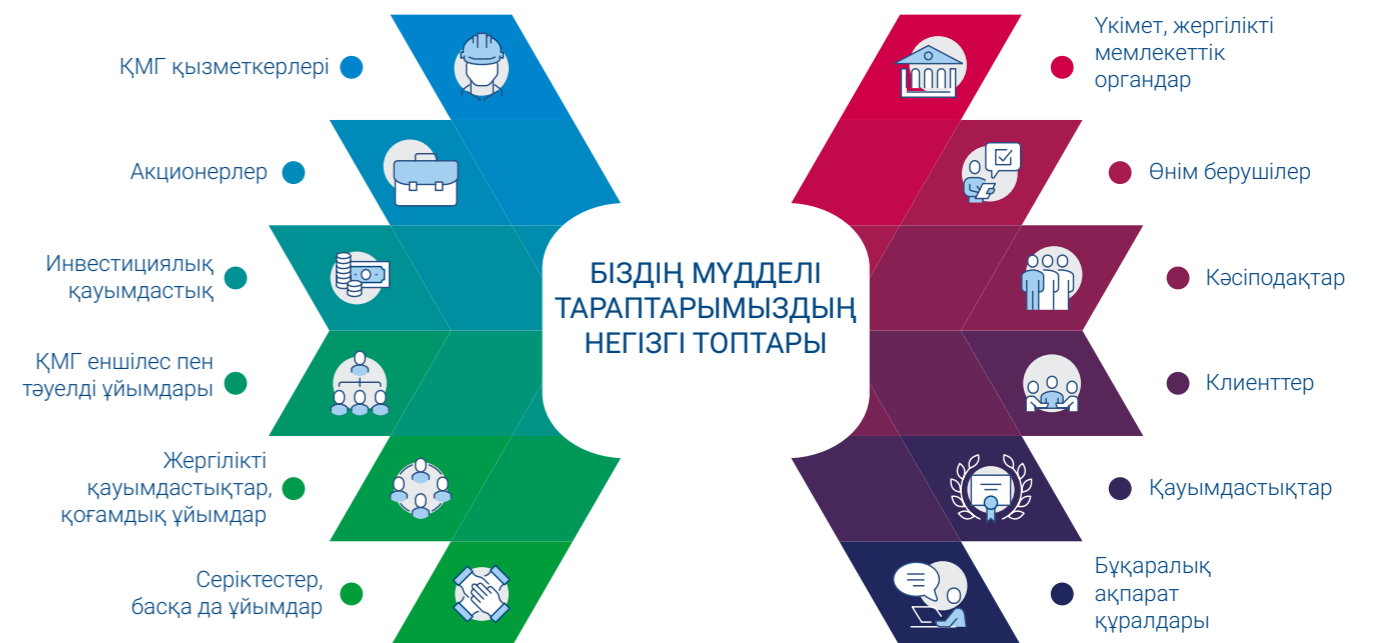 ҚМГ қызметкерлері
Акционерлер
Инвестициялық
қауымдастық
ҚМГ еншілес пен
тәуелді ұйымдары
Жергілікті
қауымдастықтар,
қоғамдық ұйымдар
Серіктестер,
басқа да ұйымдар
БІЗДІҢ МҮДДЕЛІ
ТАРАПТАРЫМЫЗДЫҢ
НЕГІЗГІ ТОПТАРЫ
Үкімет, жергілікті
мемлекеттік
органдар
Өнім берушілер
Кәсіподақтар
Клиенттер
Қауымдастықтар
Бұқаралық
ақпарат
құралдары